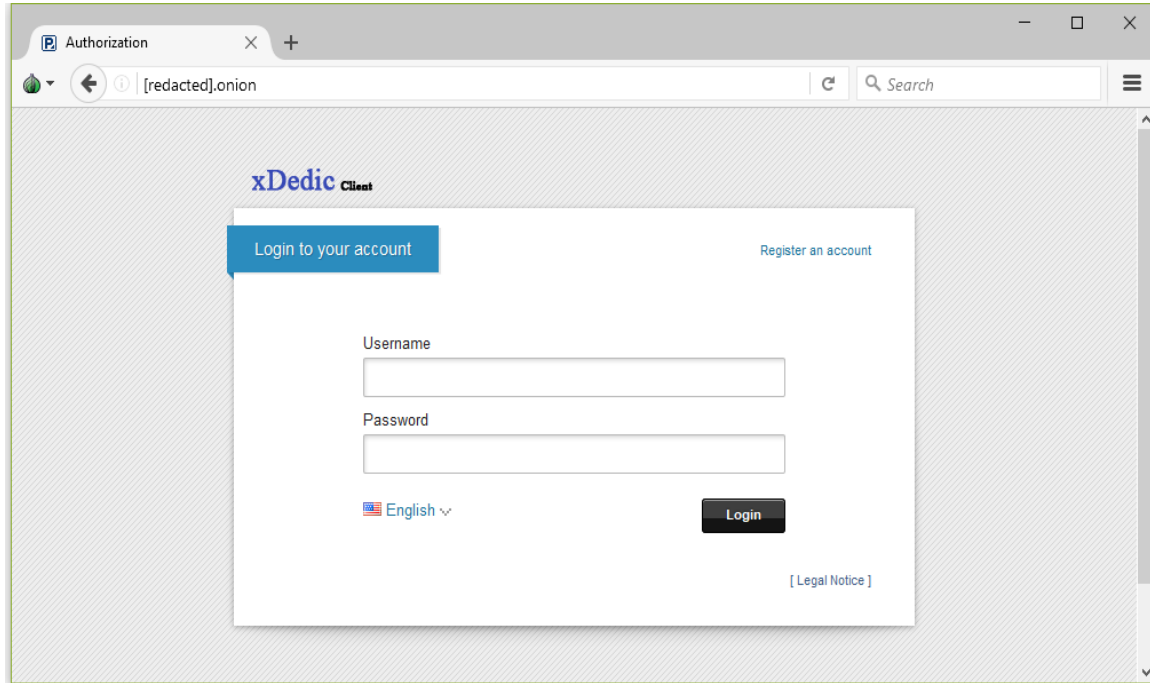 Authorization
[redacted].onion
Search
xDedic Client
Login to your account
Register an account
Username
Password
English
Login
[ Legal Notice ]